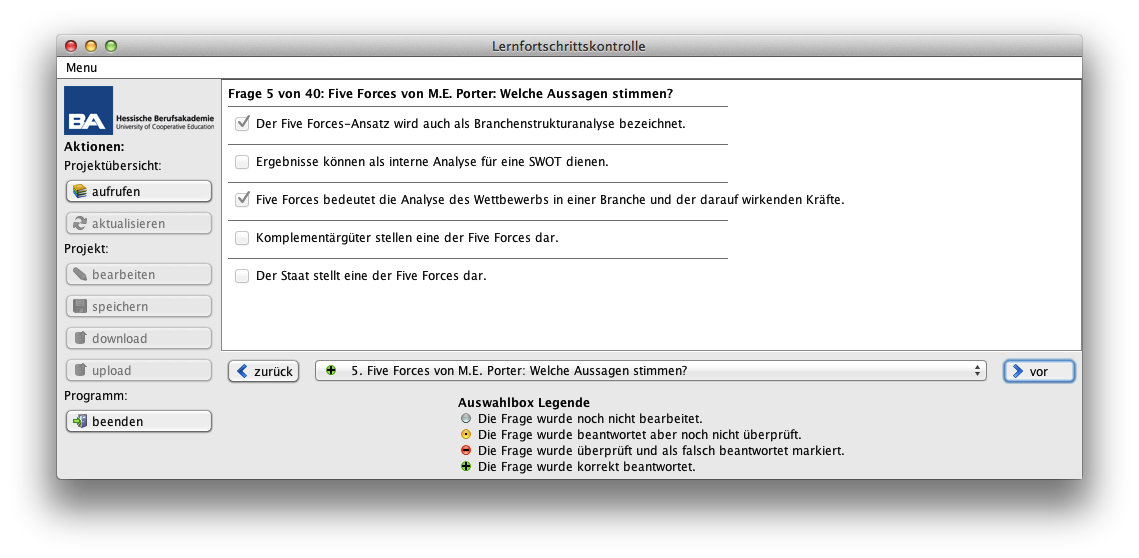 Lernfortschrittskontrolle
Menu
BA Hessische Berufsakademie
University of Cooperative Education
Aktionen:
Projektübersicht:
aufrufen
aktualisieren
Projekt:
bearbeiten
speichern
download
upload
Programm:
beenden
Frage 5 von 40: Five Forces von M.E. Porter: Welche Aussagen stimmen?
Der Five Forces-Ansatz wird auch als Branchenstrukturanalyse bezeichnet.
Ergebnisse können als interne Analyse für eine SWOT dienen.
Five Forces bedeutet die Analyse des Wettbewerbs in einer Branche und der darauf wirkenden Kräfte.
Komplementärgüter stellen eine der Five Forces dar.
Der Staat stellt eine der Five Forces dar.
zurück
5. Five Forces von M.E. Porter: Welche Aussagen stimmen?
vor
Auswahlbox Legende
Die Frage wurde noch nicht bearbeitet.
Die Frage wurde beantwortet aber noch nicht überprüft.
Die Frage wurde überprüft und als falsch beantwortet markiert.
Die Frage wurde korrekt beantwortet.